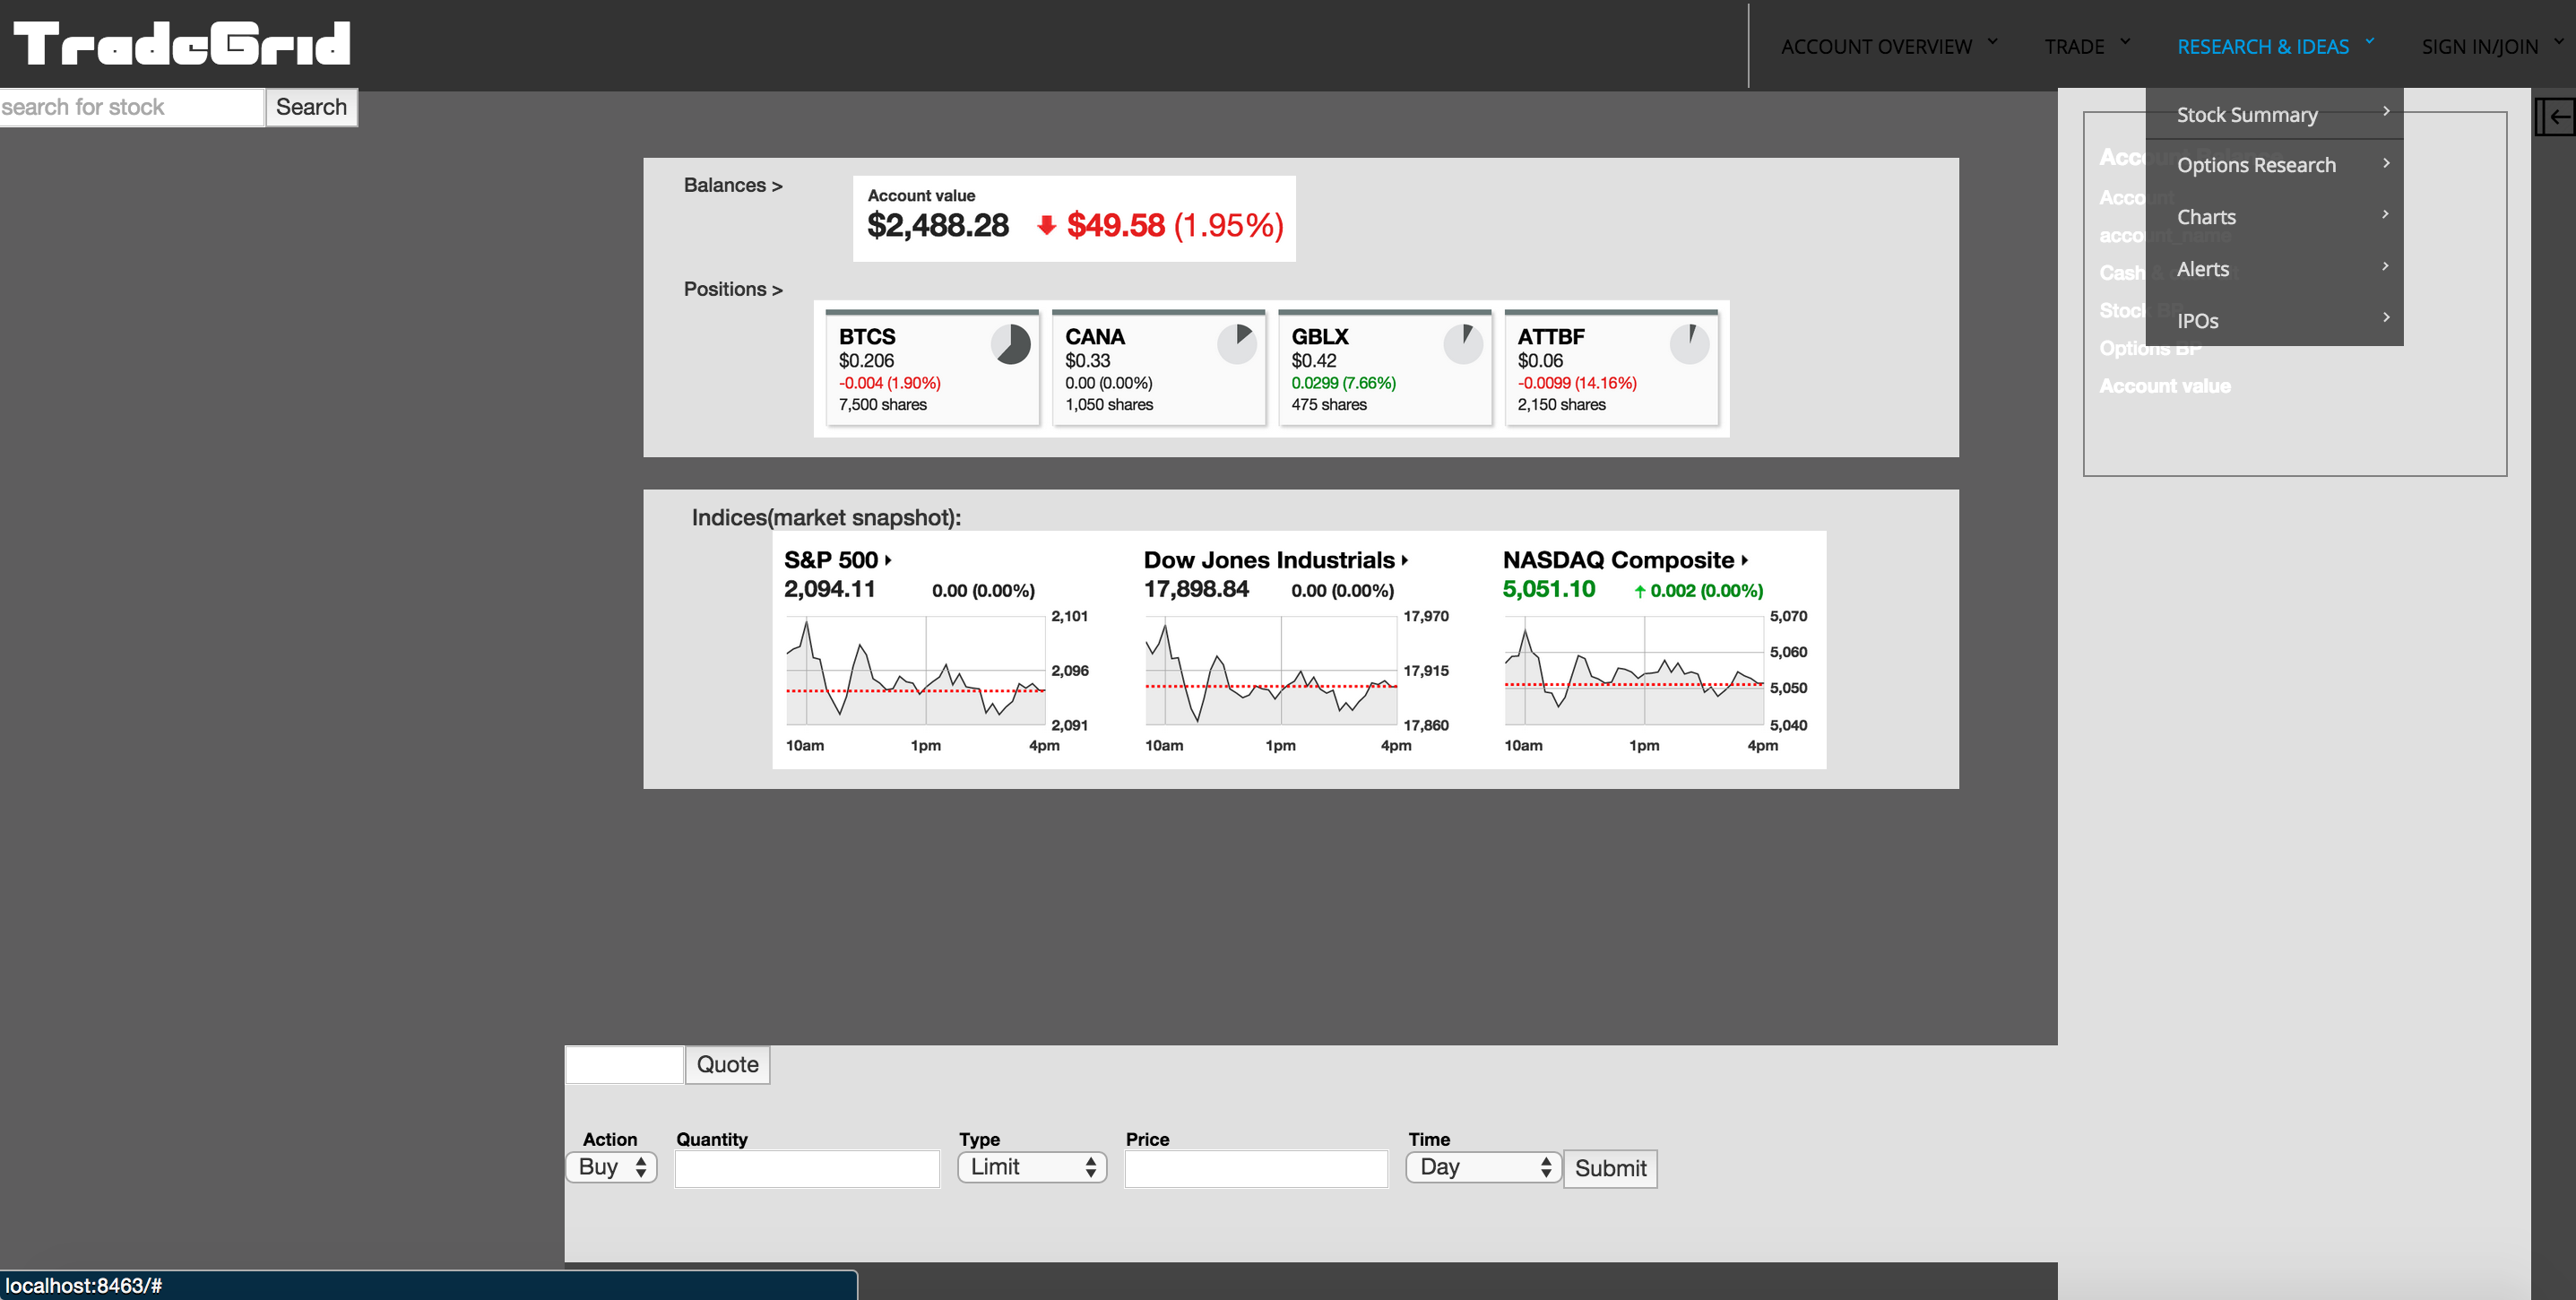 TradeGrid
ACCOUNT OVERVIEW TRADE RESEARCH & IDEAS SIGN IN/JOIN
search for stock Search
Stock Summary
Options Research
Charts
Alerts
IPOs
Account
account_name
Cash
Stock BP
Options BP
Account value
Balances >
Account value
$2,488.28 $49.58 (1.95%)
Positions >
BTCS
$0.206
-0.004 (1.90%)
7,500 shares
CANA
$0.33
0.00 (0.00%)
1,050 shares
GBLX
$0.42
0.0299 (7.66%)
475 shares
ATTBF
$0.06
-0.0099 (14.16%)
2,150 shares
Indices(market snapshot):
S&P 500
2,094.11 0.00 (0.00%)
2,101
2,096
2,091
10am 1pm 4pm
Dow Jones Industrials
17,898.84 0.00 (0.00%)
17,970
17,915
17,860
10am 1pm 4pm
NASDAQ Composite
5,051.10 0.002 (0.00%)
5,070
5,060
5,050
5,040
10am 1pm 4pm
Quote
Action Quantity Type Price Time
Buy Limit Day Submit
localhost:8463/#